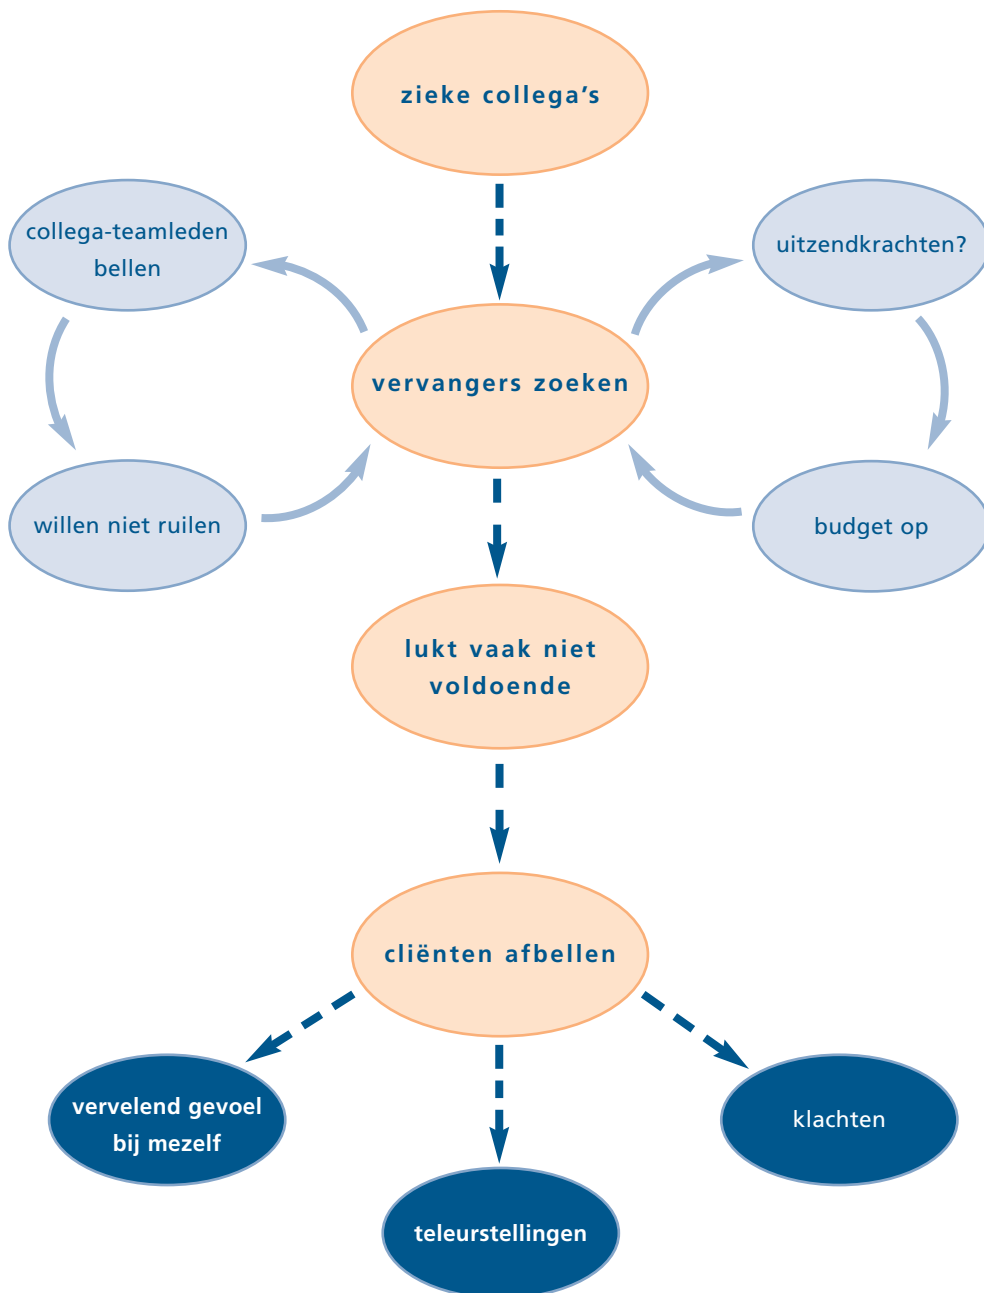 zieke collega's
collega-teamleden
bellen
uitzendkrachten?
vervangers zoeken
willen niet ruilen
budget op
lukt vaak niet
voldoende
cliënten afbellen
vervelend gevoel
bij mezelf
klachten
teleurstellingen